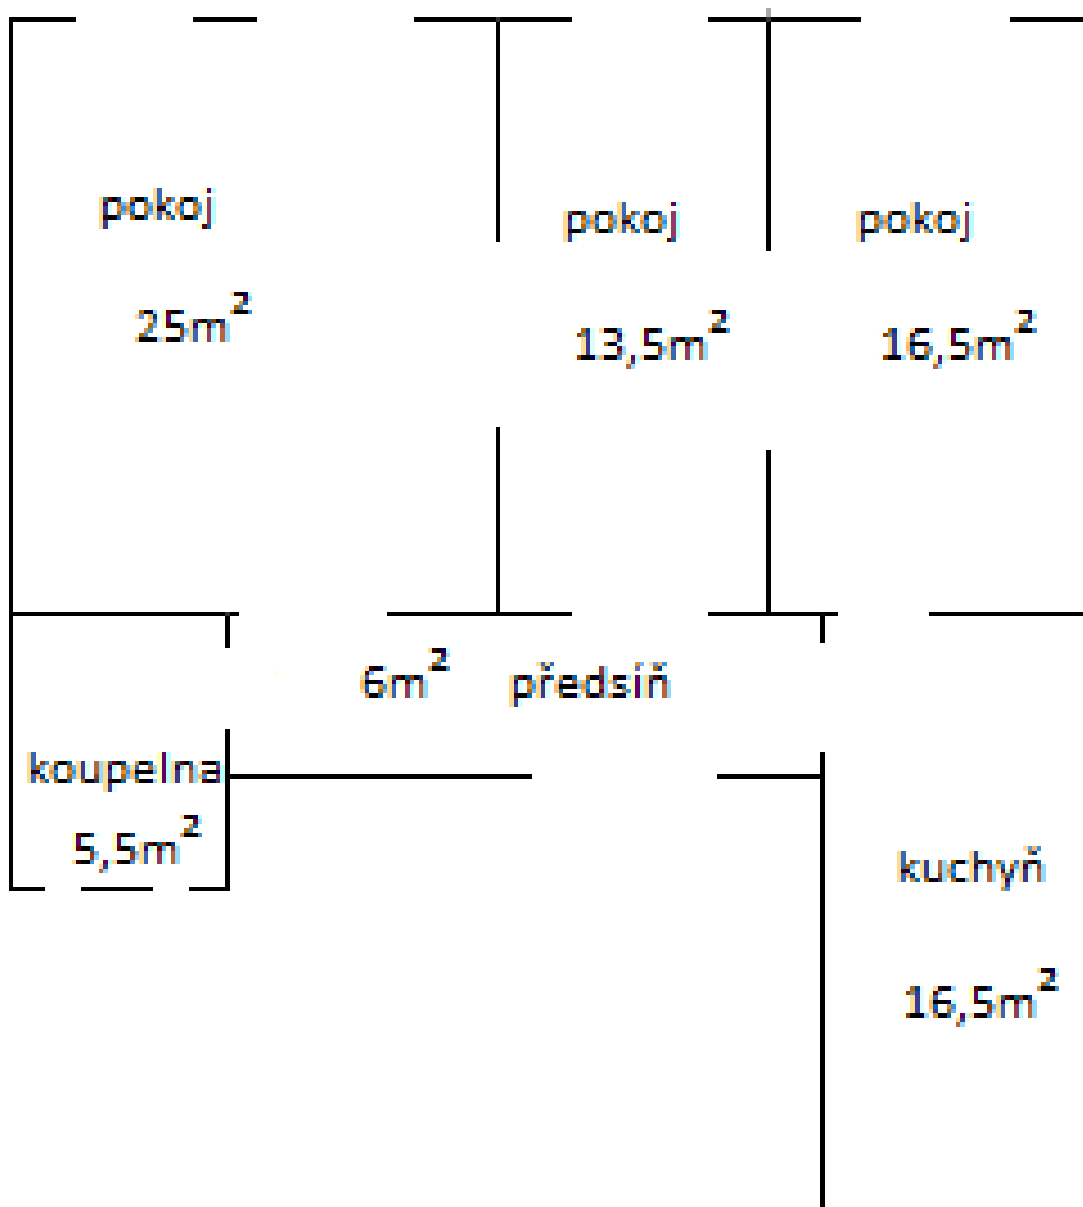 pokoj
25m²
pokoj
13,5m²
pokoj
16,5m²
6m² předsíň
koupelna
5,5m²
kuchyň
16,5m²